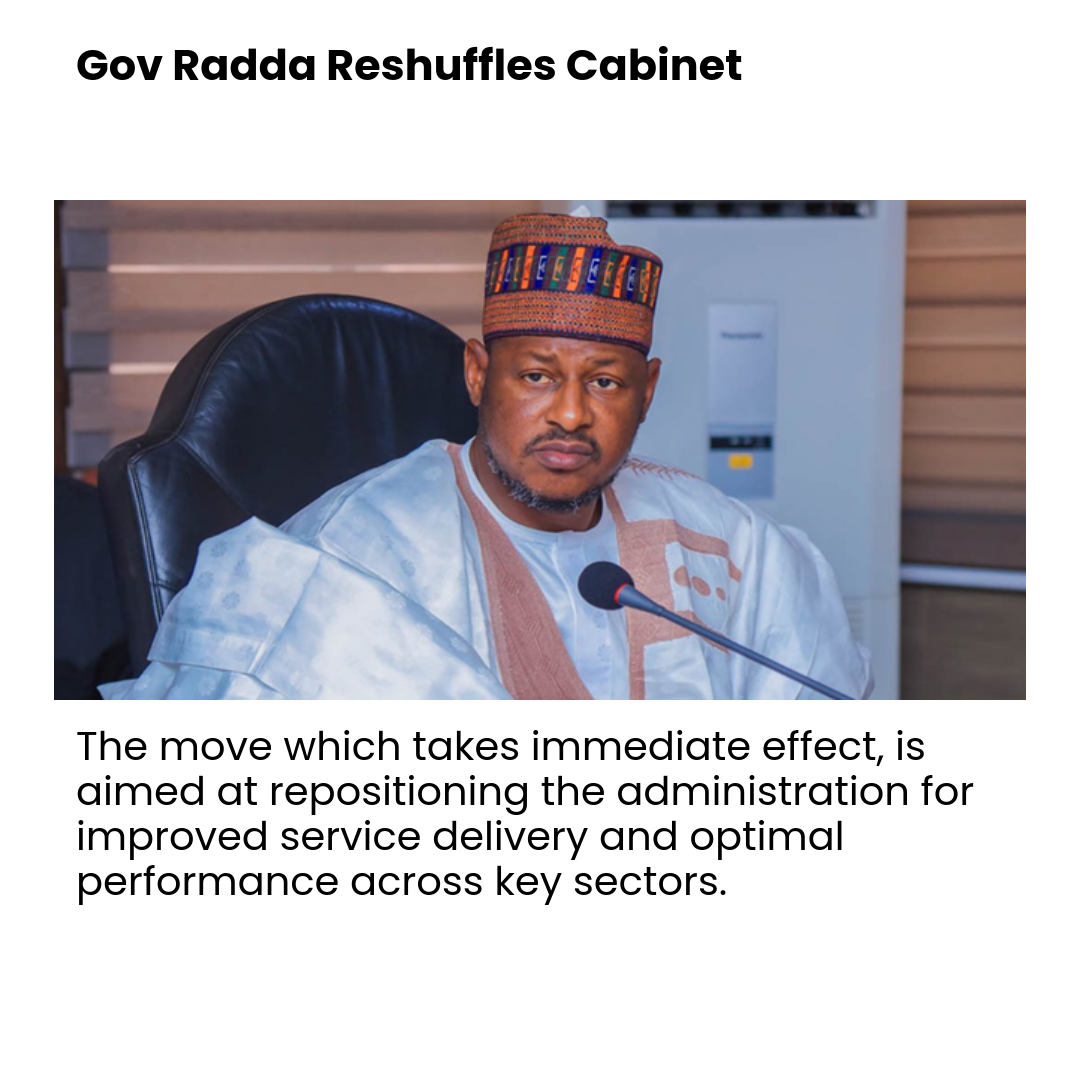 Gov Radda Reshuffles Cabinet
The move which takes immediate effect, is
aimed at repositioning the administration for
improved service delivery and optimal
performance across key sectors.